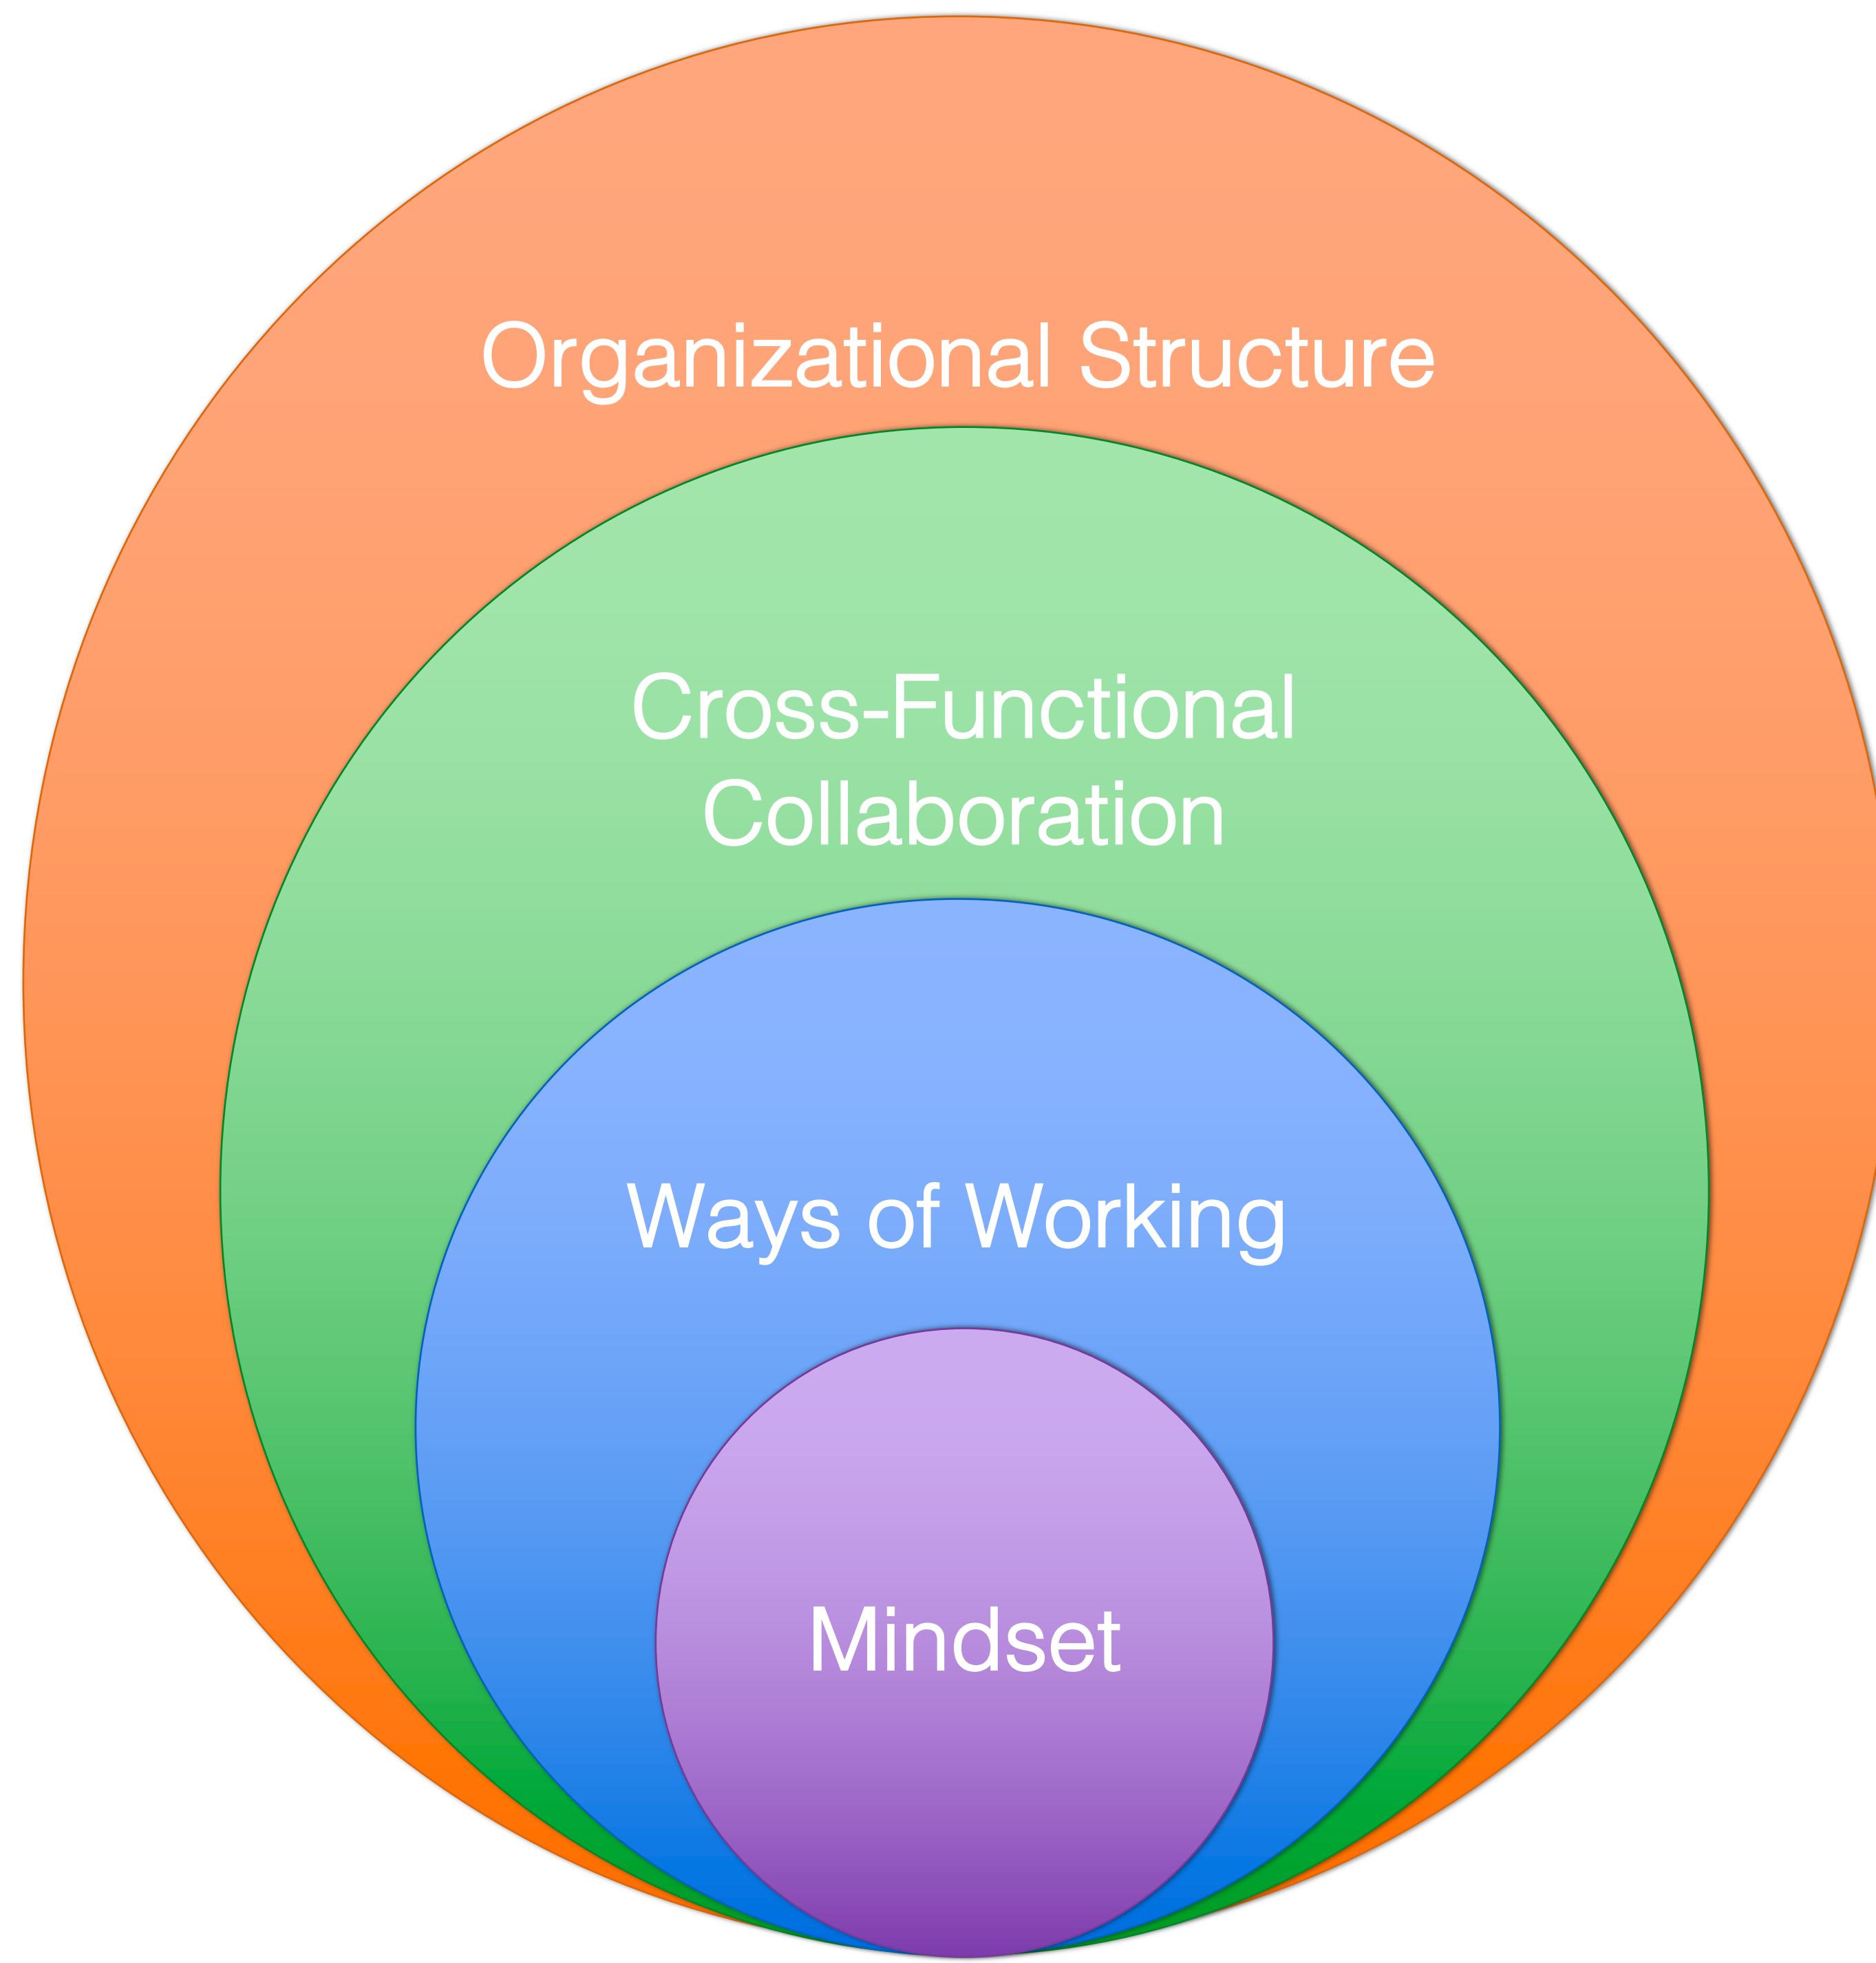 Organizational Structure
Cross-Functional
Collaboration
Ways of Working
Mindset